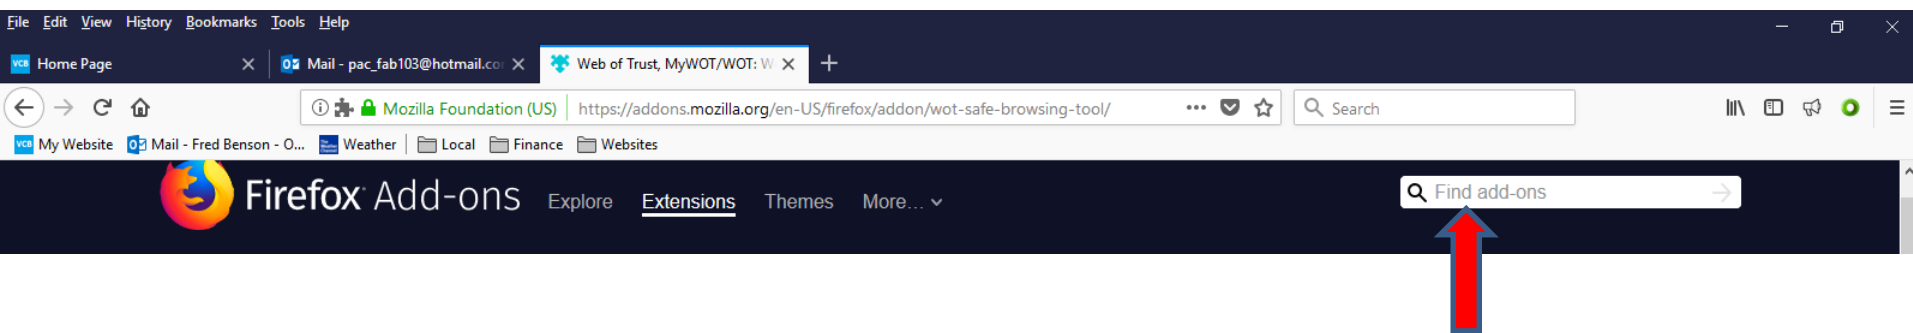 File Edit View History Bookmarks Tools Help
VCB Home Page Mail - pac_fab103@hotmail.co Web of Trust, MyWOT/WOT: W
Mozilla Foundation (US) https://addons.mozilla.org/en-US/firefox/addon/wot-safe-browsing-tool/ Search
VCB My Website Mail - Fred Benson - O... Weather Local Finance Websites
Firefox Add-ons Explore Extensions Themes More... Find add-ons